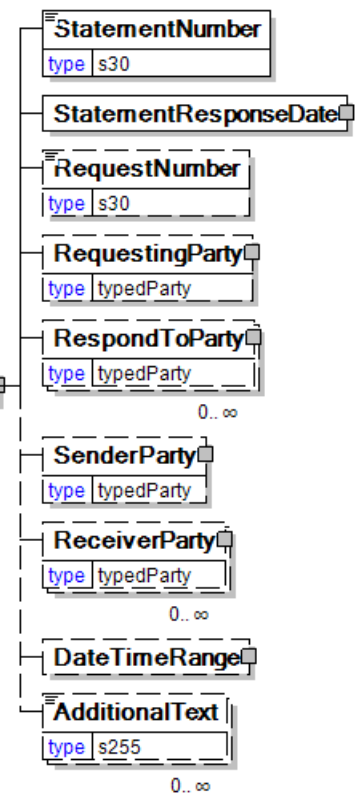 StatementNumber
type s30
StatementResponseDate
RequestNumber
type s30
RequestingParty
type typedParty
RespondToParty
type typedParty
0.. ∞
SenderParty
type typedParty
ReceiverParty
type typedParty
0.. ∞
DateTimeRange
AdditionalText
type s255
0.. ∞